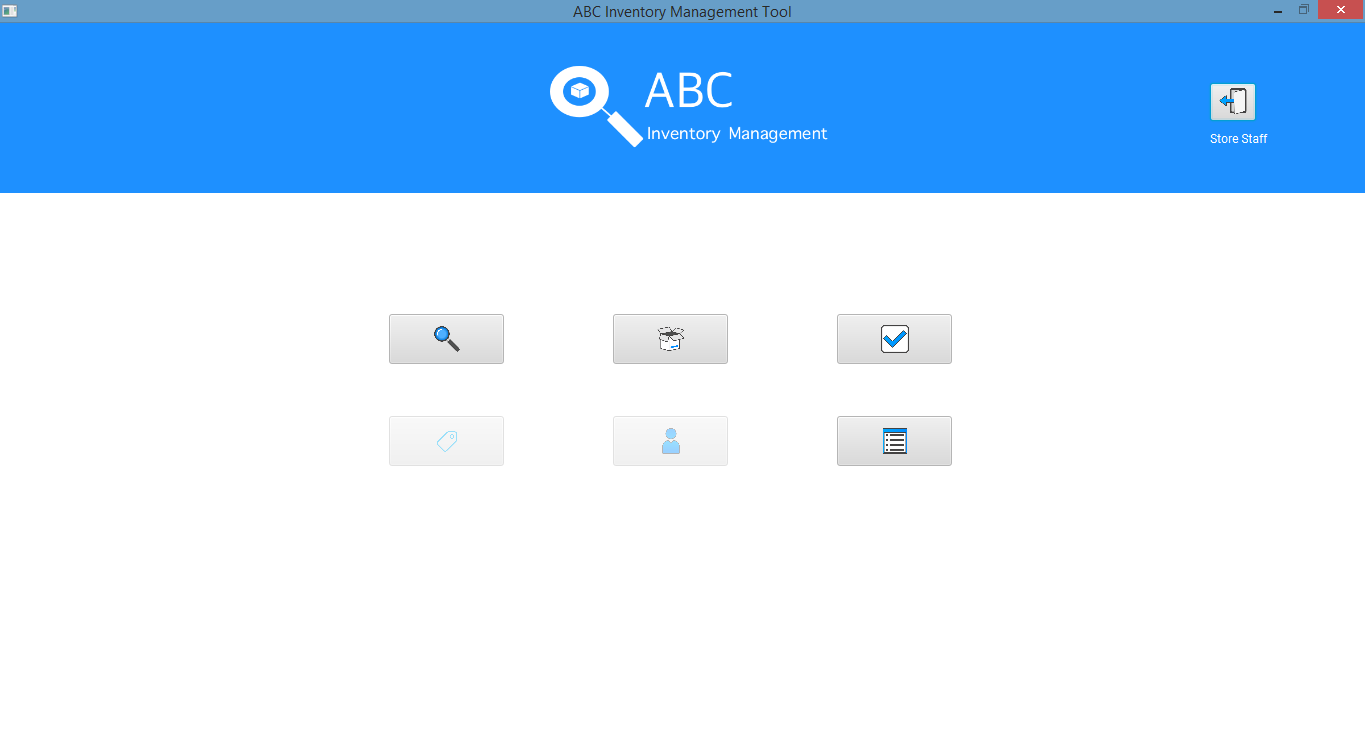 ABC Inventory Management Tool
ABC
Inventory Management
Store Staff